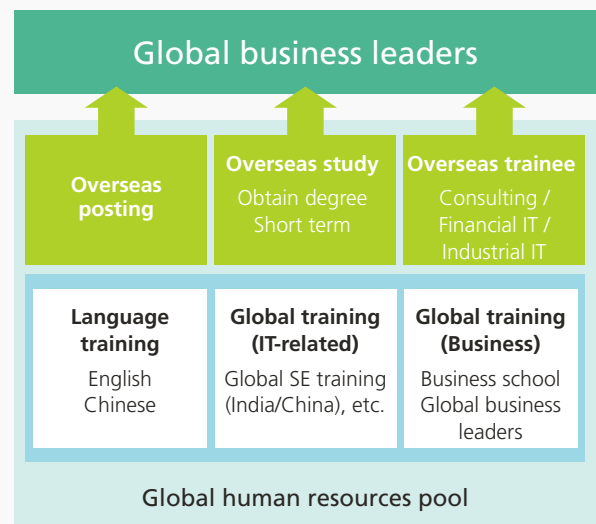 Global business leaders
Overseas
posting
Overseas study
Obtain degree
Short term
Overseas trainee
Consulting /
Financial IT /
Industrial IT
Language
training
English
Chinese
Global training
(IT-related)
Global SE training
(India/China), etc.
Global training
(Business)
Business school
Global business
leaders
Global human resources pool